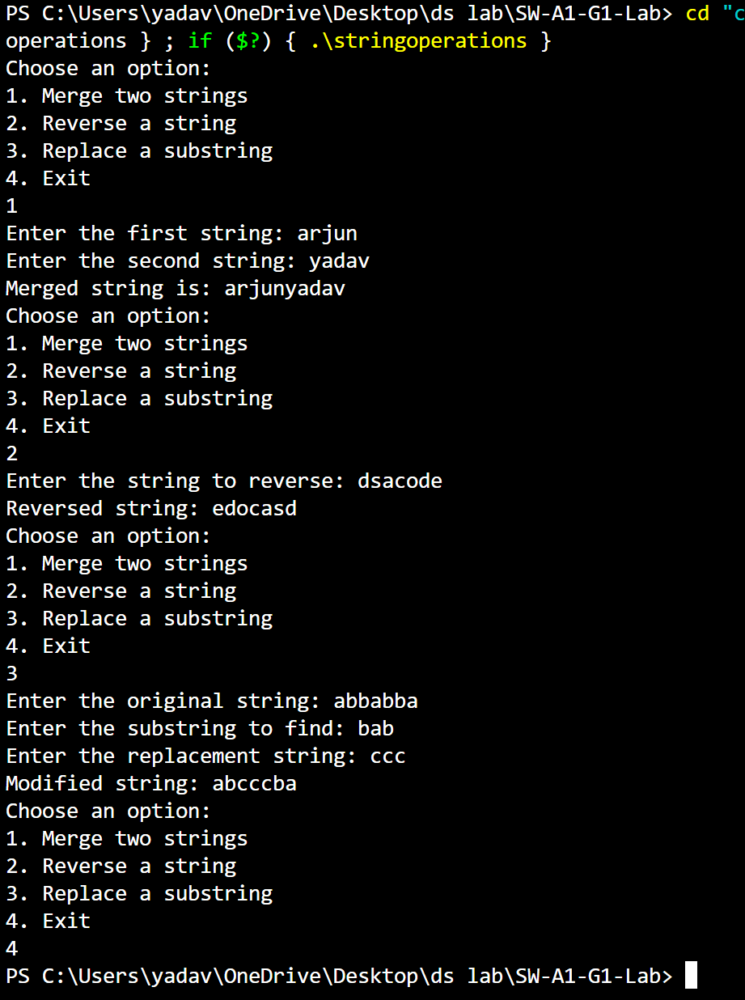 PS C:\Users\yadav\OneDrive\Desktop\ds lab\SW-A1-G1-Lab> cd "c
operations } ; if ($?) { .\stringoperations }
Choose an option:
1. Merge two strings
2. Reverse a string
3. Replace a substring
4. Exit
1
Enter the first string: arjun
Enter the second string: yadav
Merged string is: arjunyadav
Choose an option:
1. Merge two strings
2. Reverse a string
3. Replace a substring
4. Exit
2
Enter the string to reverse: dsacode
Reversed string: edocasd
Choose an option:
1. Merge two strings
2. Reverse a string
3. Replace a substring
4. Exit
3
Enter the original string: abbabba
Enter the substring to find: bab
Enter the replacement string: ccc
Modified string: abcccba
Choose an option:
1. Merge two strings
2. Reverse a string
3. Replace a substring
4. Exit
4
PS C:\Users\yadav\OneDrive\Desktop\ds lab\SW-A1-G1-Lab>